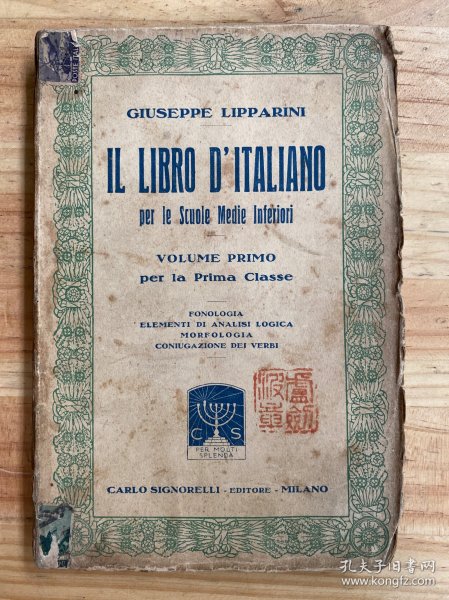 GIUSEPPE LIPPARINI
IL LIBRO D'ITALIANO
per le Scuole Medie Inferiori
VOLUME PRIMO
per la Prima Classe
FONOLOGIA
ELEMENTI DI ANALISI LOGICA
MORFOLOGIA
CONIUGAZIONE DEI VERBI
C S
PER MOLTI
SPLENDA
CARLO SIGNORELLI - EDITORE - MILANO
孔夫子旧书网
www.kongfz.com